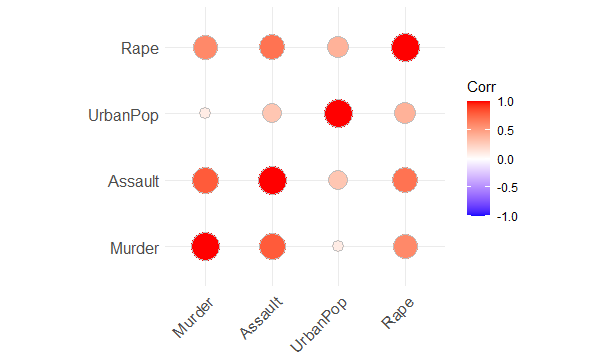 Rape
UrbanPop
Assault
Murder
Murder
Assault
UrbanPop
Rape
Corr
1.0
0.5
0.0
-0.5
-1.0